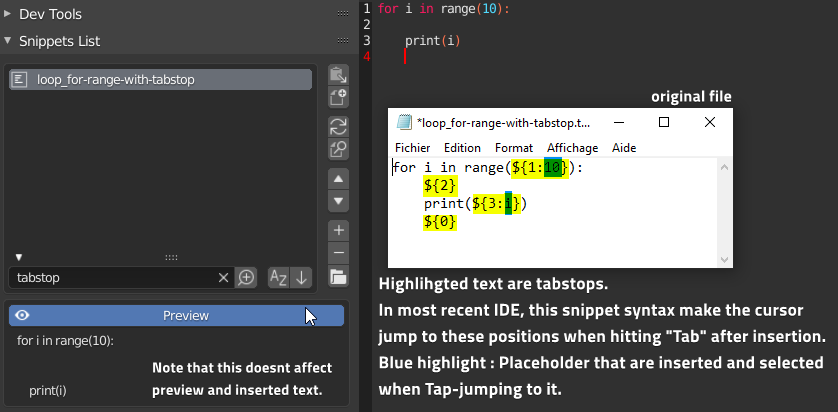 Dev Tools
Snippets List
loop_for-range-with-tabstop
tabstop
AZ
Preview
for i in range(10):
print(i)
Note that this doesnt affect
preview and inserted text.
1 for i in range(10):
2
3 print(i)
4
original file
*loop_for-range-with-tabstop.t...
Fichier Edition Format Affichage Aide
for i in range(${1:10}):
${2}
print(${3:i})
${0}
Highlihgted text are tabstops.
In most recent IDE, this snippet syntax make the cursor
jump to these positions when hitting "Tab" after insertion.
Blue highlight : Placeholder that are inserted and selected
when Tap-jumping to it.